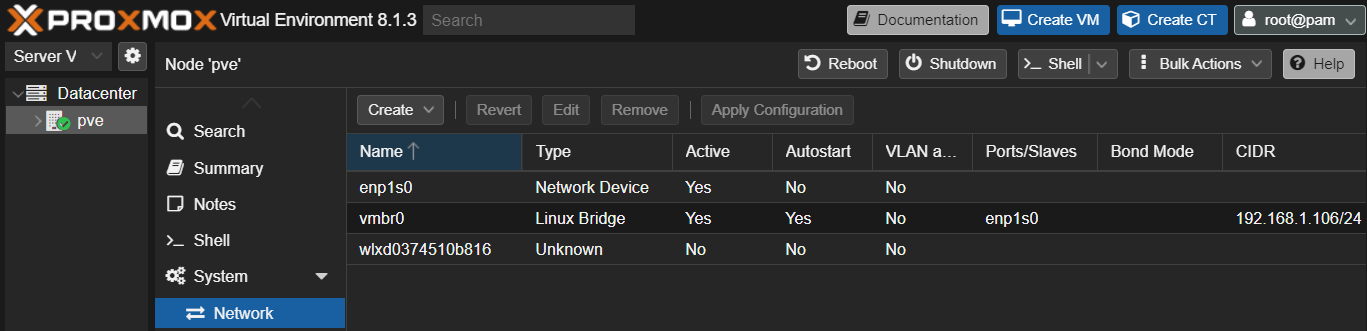 PROXMOX Virtual Environment 8.1.3 Search Documentation Create VM Create CT root@pam
Server V Node 'pve' Reboot Shutdown Shell Bulk Actions Help
Datacenter
pve
Search
Summary
Notes
Shell
System
Network
Create Revert Edit Remove Apply Configuration
Name Type Active Autostart VLAN a... Ports/Slaves Bond Mode CIDR
enp1s0 Network Device Yes No No
vmbr0 Linux Bridge Yes Yes No enp1s0 192.168.1.106/24
wlxd0374510b816 Unknown No No No